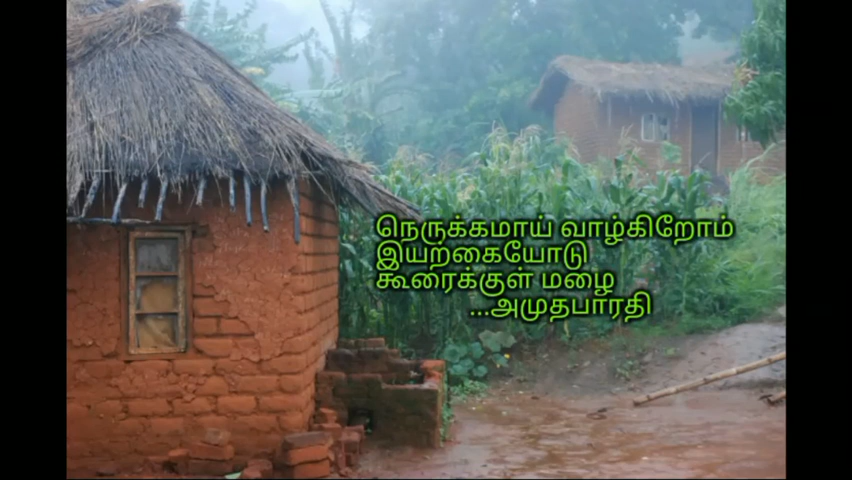 நெருக்கமாய் வாழ்கிறோம்
இயற்கையோடு
கூரைக்குள் மழை
...அமுதபாரதி